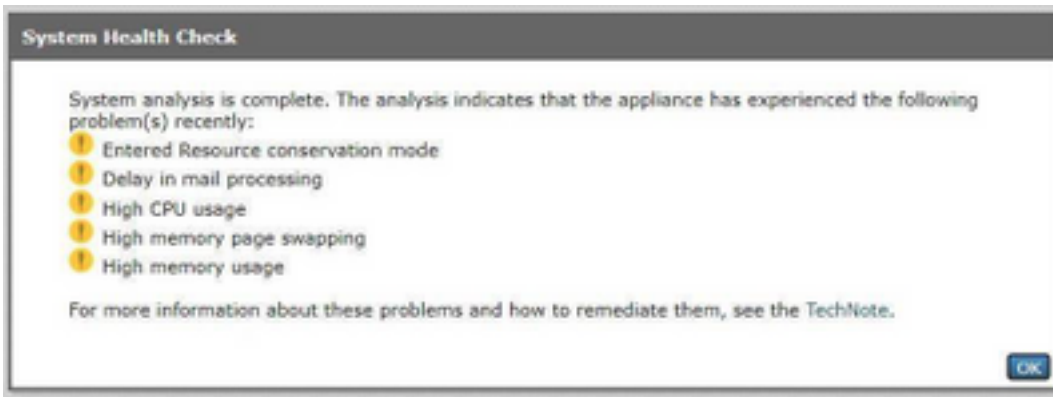 System Health Check
System analysis is complete. The analysis indicates that the appliance has experienced the following
problem(s) recently:
! Entered Resource conservation mode
! Delay in mail processing
! High CPU usage
! High memory page swapping
! High memory usage
For more information about these problems and how to remediate them, see the TechNote.
OK